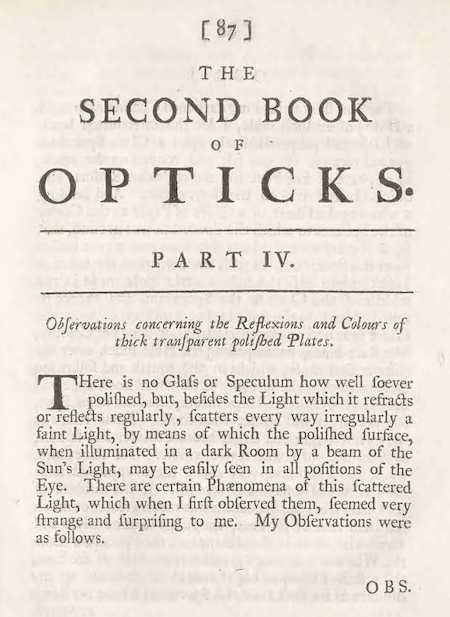 [ 87 ]
THE
SECOND BOOK
OF
OPTICKS.
PART IV.
Obſervations concerning the Reflexions and Colours of
thick tranſparent poliſhed Plates.
THere is no Glaſs or Speculum how well ſoever
poliſhed, but, beſides the Light which it refracts
or reflects regularly, ſcatters every way irregularly a
faint Light, by means of which the poliſhed ſurface,
when illuminated in a dark Room by a beam of the
Sun's Light, may be eaſily ſeen in all poſitions of the
Eye. There are certain Phænomena of this ſcattered
Light, which when I firſt obſerved them, ſeemed very
ſtrange and ſurpriſing to me. My Obſervations were
as follows.
OBS.